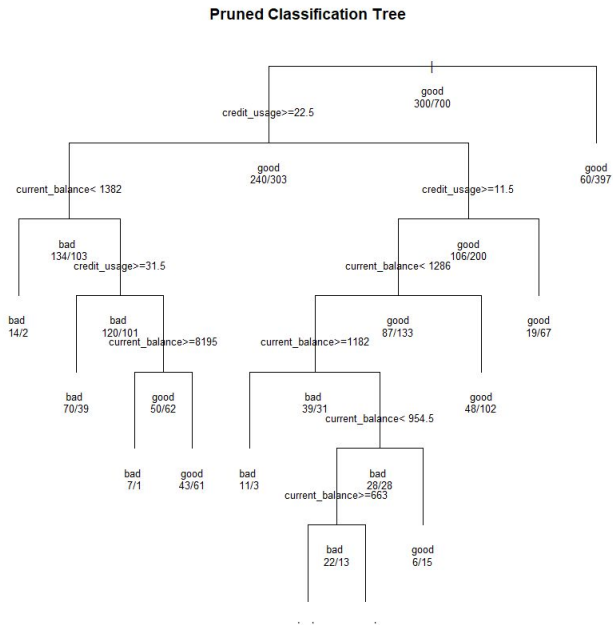 Pruned Classification Tree
good
300/700
credit_usage>=22.5
good
240/303
good
60/397
current_balance< 1382
credit_usage>=11.5
bad
134/103
good
106/200
credit_usage>=31.5
current_balance< 1286
bad
14/2
bad
120/101
good
87/133
good
19/67
current_balance>=8195
current_balance>=1182
bad
70/39
good
50/62
bad
39/31
good
48/102
current_balance< 954.5
bad
7/1
good
43/61
bad
11/3
bad
28/28
current_balance>=663
bad
22/13
good
6/15